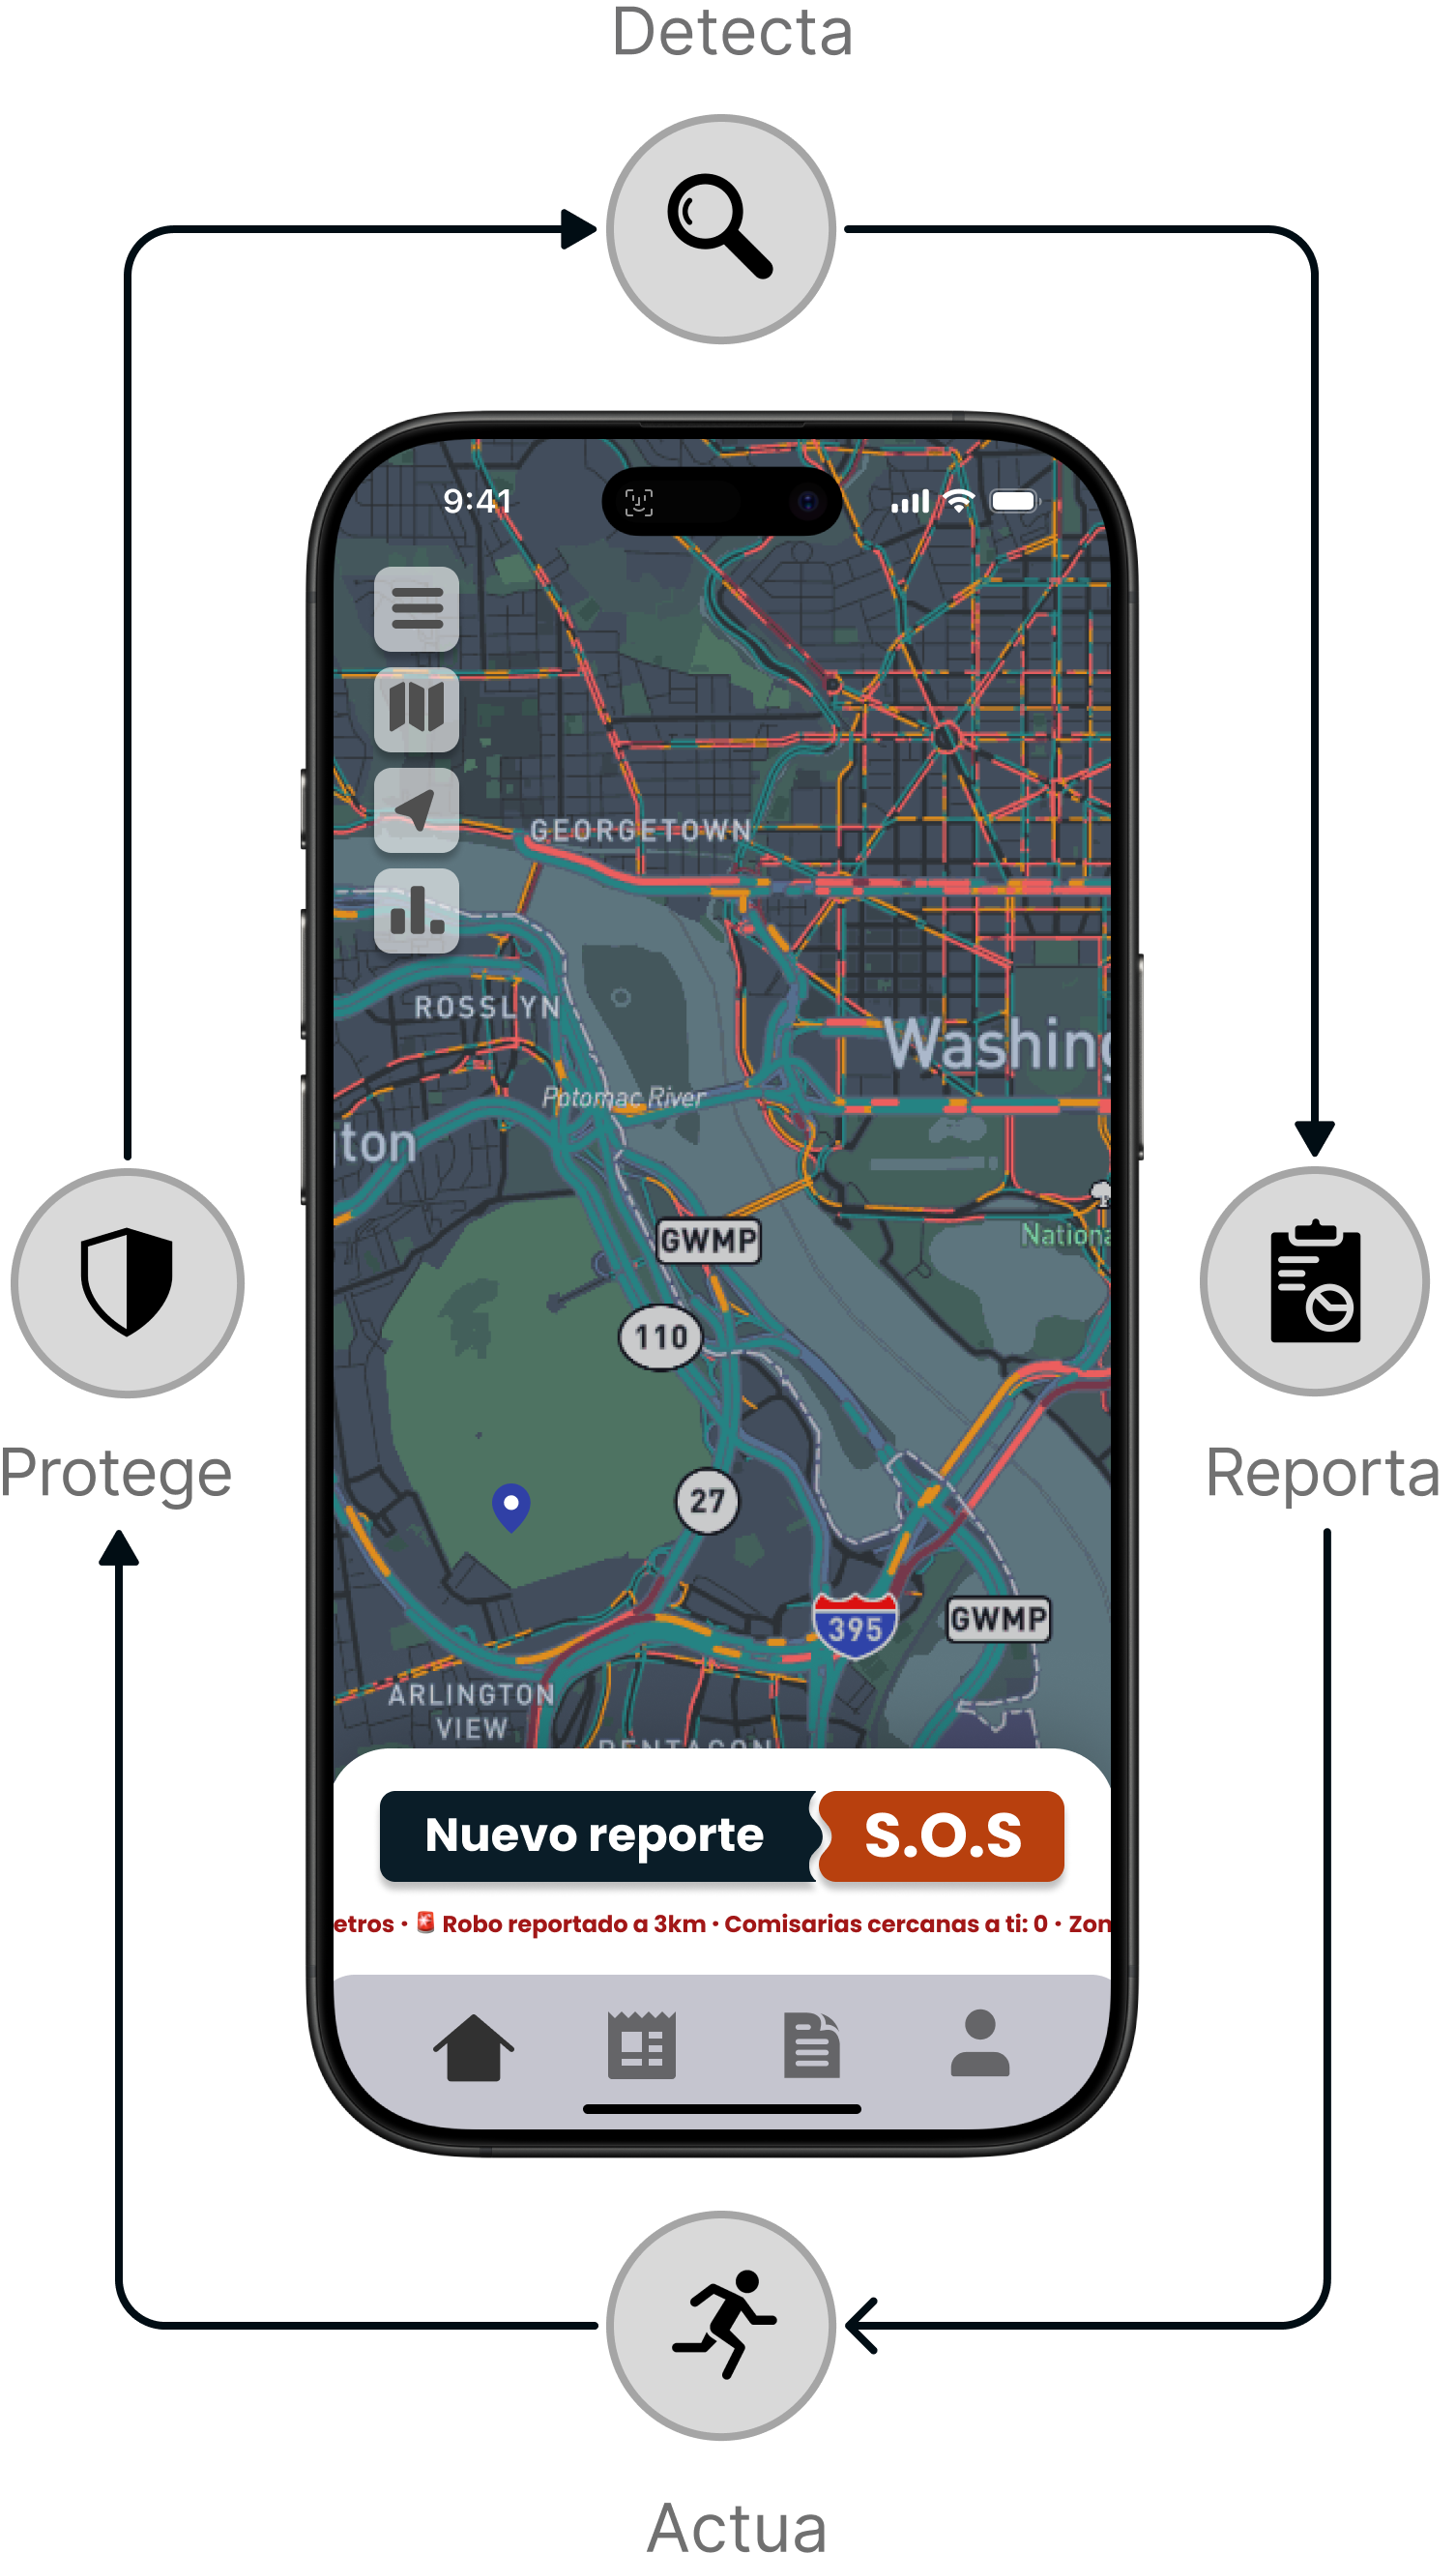 Detecta
9:41
GEORGETOWN
ROSSLYN
Washing
Potomac River
ton
GWMP
Nationa
110
27
395
GWMP
ARLINGTON
VIEW
PENTAGON
Nuevo reporte
S.O.S
etros · 🚨 Robo reportado a 3km · Comisarias cercanas a ti: 0 · Zon
Protege
Reporta
Actua